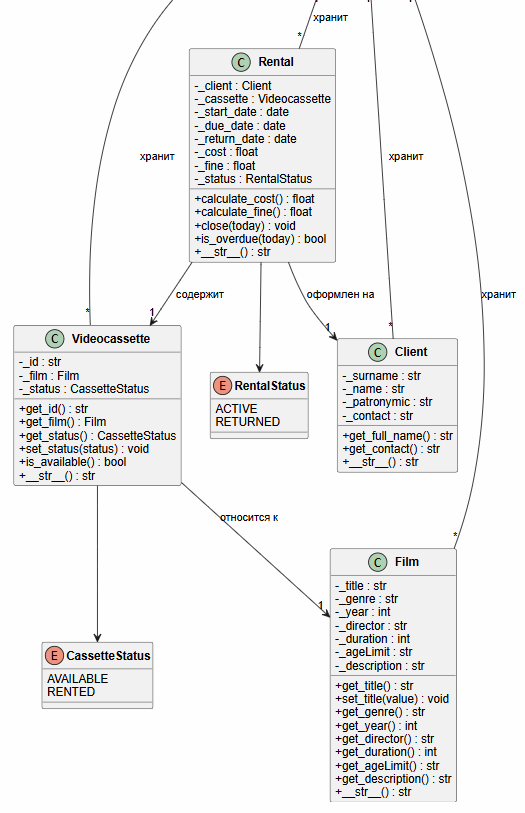 хранит
*
C Rental
-_client : Client
-_cassette : Videocassette
-_start_date : date
-_due_date : date
-_return_date : date
-_cost : float
-_fine : float
-_status : RentalStatus
+calculate_cost() : float
+calculate_fine() : float
+close(today) : void
+is_overdue(today) : bool
+__str__() : str
хранит
хранит
содержит
оформлен на
хранит
*
1
1
*
C Videocassette
-_id : str
-_film : Film
-_status : CassetteStatus
+get_id() : str
+get_film() : Film
+get_status() : CassetteStatus
+set_status(status) : void
+is_available() : bool
+__str__() : str
E RentalStatus
ACTIVE
RETURNED
C Client
-_surname : str
-_name : str
-_patronymic : str
-_contact : str
+get_full_name() : str
+get_contact() : str
+__str__() : str
относится к
*
1
C Film
-_title : str
-_genre : str
-_year : int
-_director : str
-_duration : int
-_ageLimit : str
-_description : str
+get_title() : str
+set_title(value) : void
+get_genre() : str
+get_year() : int
+get_director() : str
+get_duration() : int
+get_ageLimit() : str
+get_description() : str
+__str__() : str
E CassetteStatus
AVAILABLE
RENTED